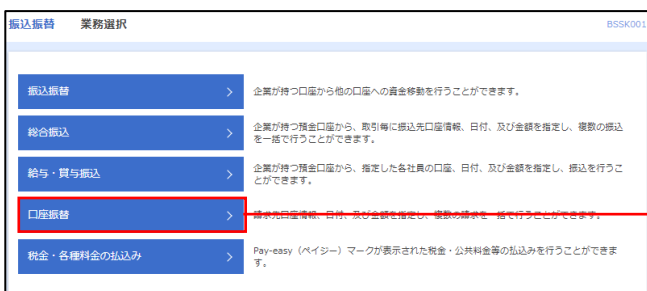 振込振替 業務選択 BSSK001
振込振替 > 企業が持つ口座から他の口座への資金移動を行うことができます。
総合振込 > 企業が持つ預金口座から、取引毎に振込先口座情報、日付、及び金額を指定し、複数の振込
を一括で行うことができます。
給与・賞与振込 > 企業が持つ預金口座から、指定した各社員の口座、日付、及び金額を指定し、振込を行うこ
とができます。
口座振替 > 請求先口座情報、日付、及び金額を指定し、複数の請求を一括で行うことができます。
税金・各種料金の払込み > Pay-easy（ペイジー）マークが表示された税金・公共料金等の払込みを行うことができま
す。